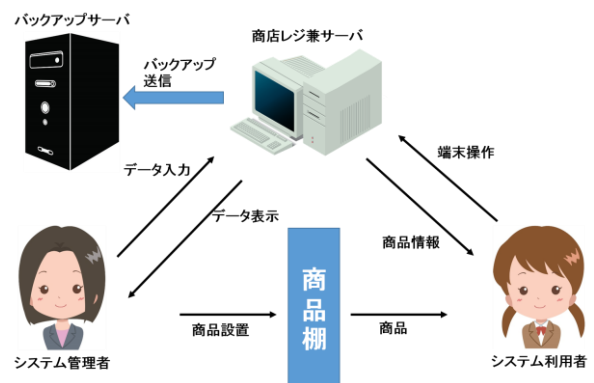 バックアップサーバ
商店レジ兼サーバ
バックアップ
送信
端末操作
データ入力
データ表示
商品情報
商品棚
商品設置
商品
システム管理者
システム利用者